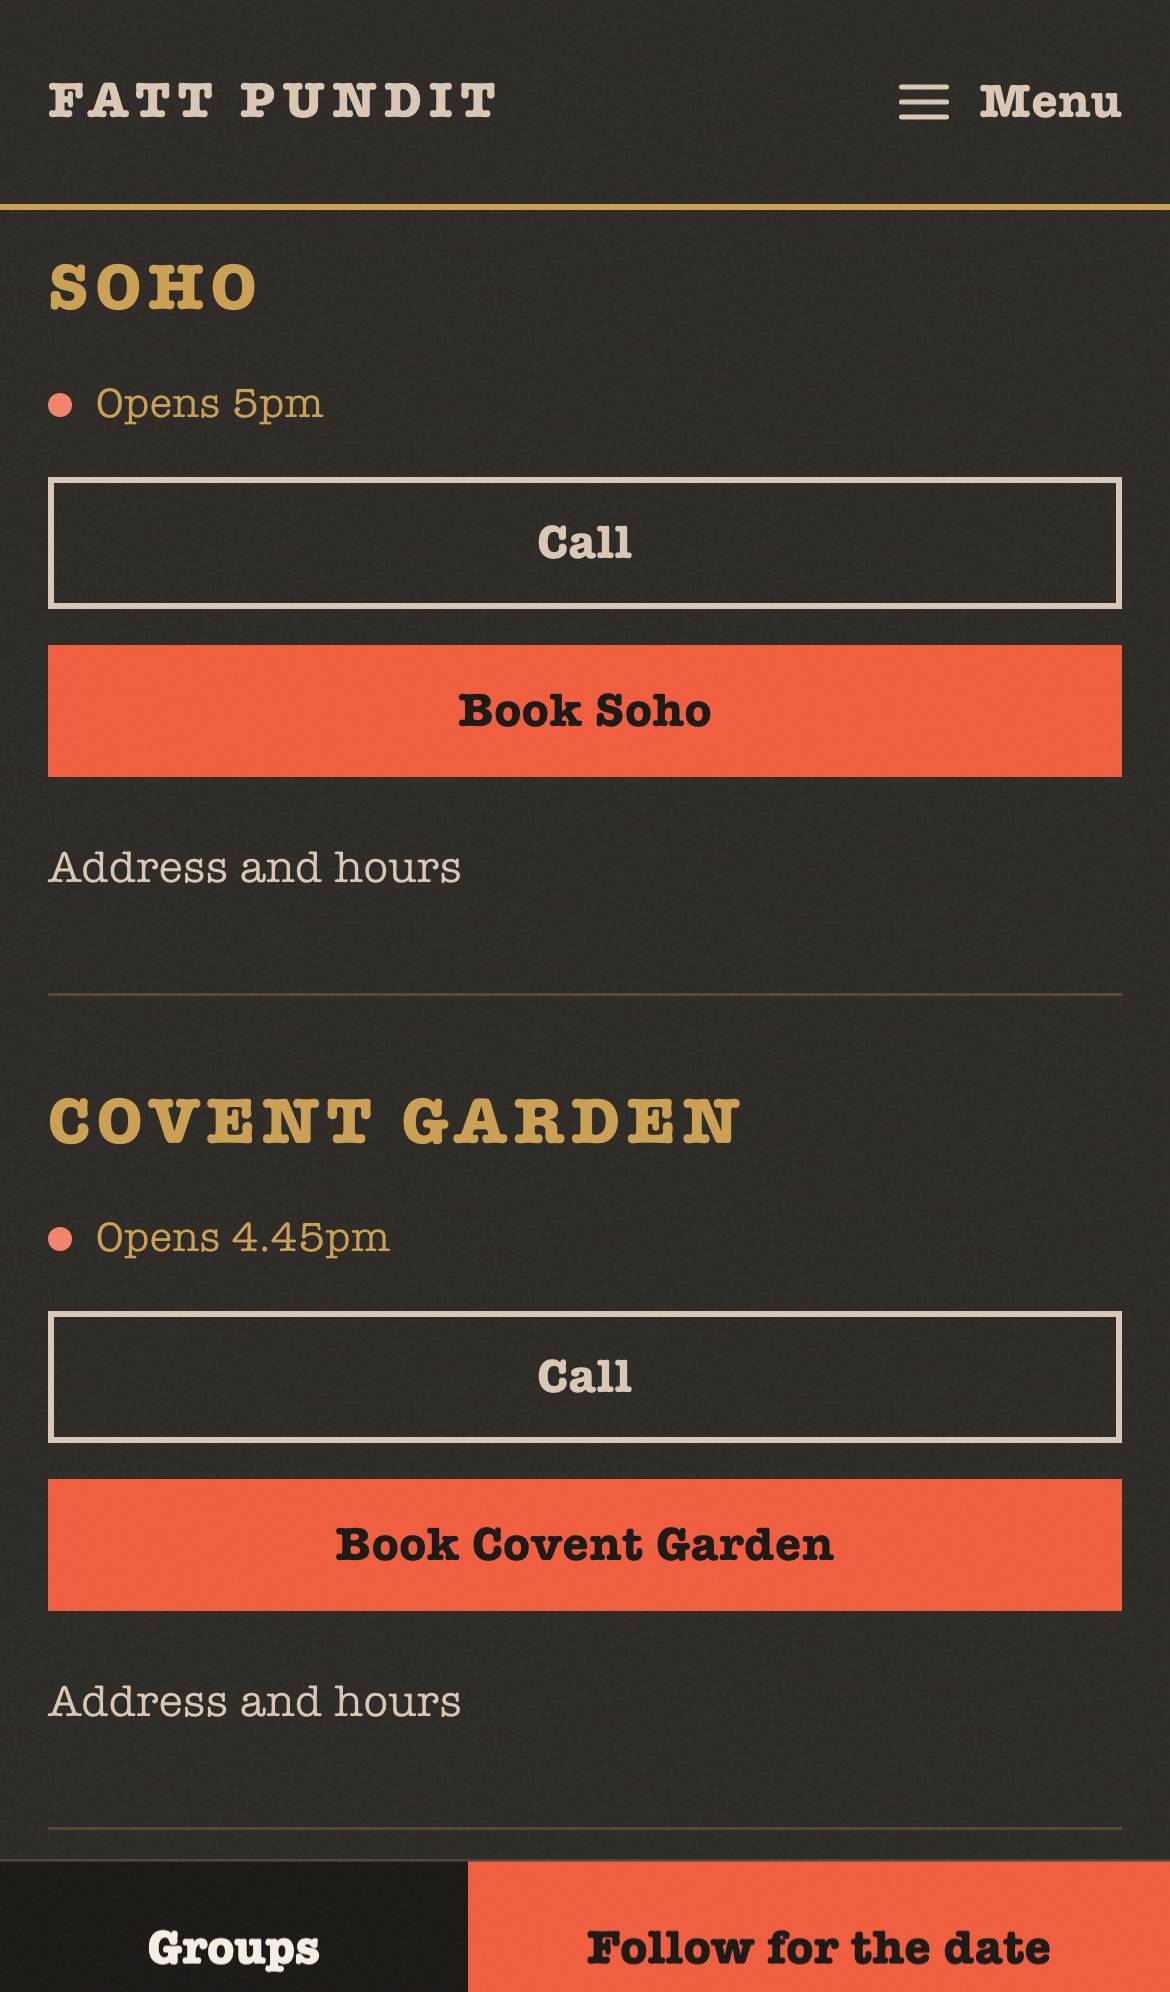 FATT PUNDIT
Menu
SOHO
Opens 5pm
Call
Book Soho
Address and hours
COVENT GARDEN
Opens 4.45pm
Call
Book Covent Garden
Address and hours
Groups
Follow for the date